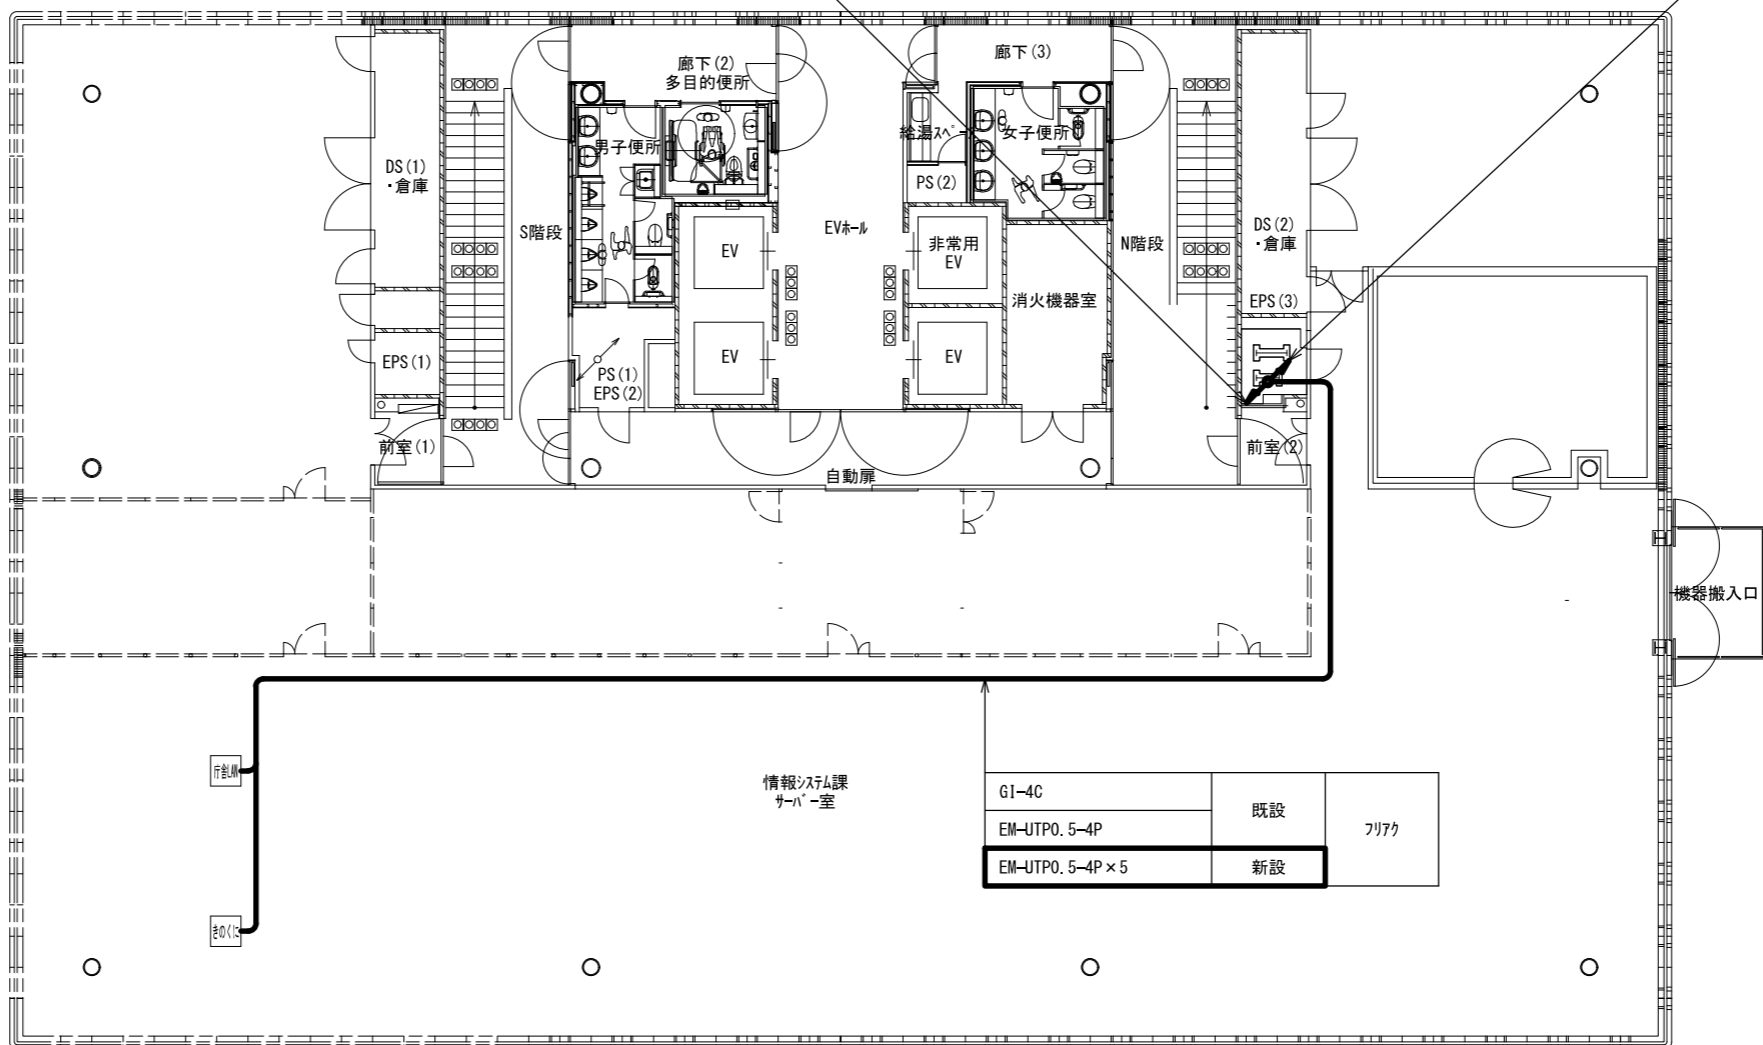 廊下(2)
多目的便所
廊下(3)
男子便所
給湯スペース
女子便所
DS(1)
・倉庫
PS(2)
S階段
EV
EVホール
非常用
EV
N階段
DS(2)
・倉庫
消火機器室
EPS(3)
EPS(1)
EV
EV
PS(1)
EPS(2)
前室(1)
前室(2)
自動扉
機器搬入口
庁舎LAN
情報システム課
サーバー室
GI-4C
既設
フリアク
EM-UTP0.5-4P
EM-UTP0.5-4P×5
新設
きのくに